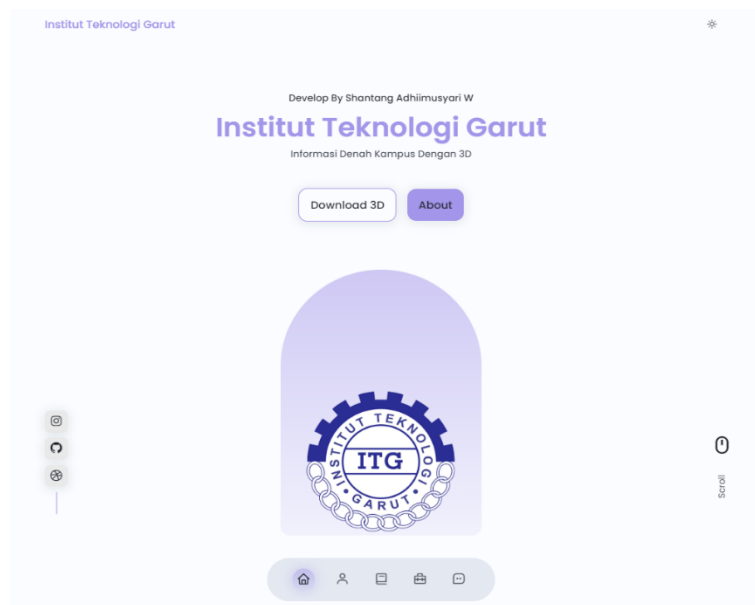 Institut Teknologi Garut
Develop By Shantang Adhiimusyari W
Institut Teknologi Garut
Informasi Denah Kampus Dengan 3D
Download 3D
About
INSTITUT TEKNOLOGI
ITG
GARUT
Scroll